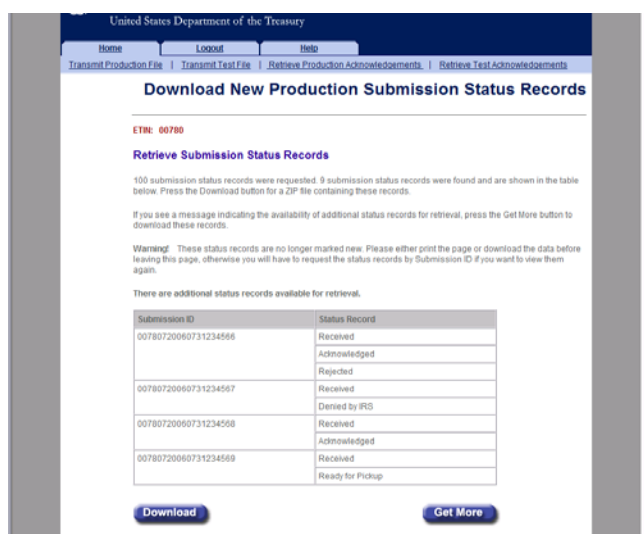 United States Department of the Treasury
Home Logout Help
Transmit Production File | Transmit Test File | Retrieve Production Acknowledgements | Retrieve Test Acknowledgements
Download New Production Submission Status Records
ETIN: 00780
Retrieve Submission Status Records
100 submission status records were requested. 9 submission status records were found and are shown in the table
below. Press the Download button for a ZIP file containing these records.
If you see a message indicating the availability of additional status records for retrieval, press the Get More button to
download these records.
Warning! These status records are no longer marked new. Please either print the page or download the data before
leaving this page, otherwise you will have to request the status records by Submission ID if you want to view them
again.
There are additional status records available for retrieval.
Submission ID Status Record
00780720060731234566 Received
Acknowledged
Rejected
00780720060731234567 Received
Denied by IRS
00780720060731234568 Received
Acknowledged
00780720060731234569 Received
Ready for Pickup
Download Get More